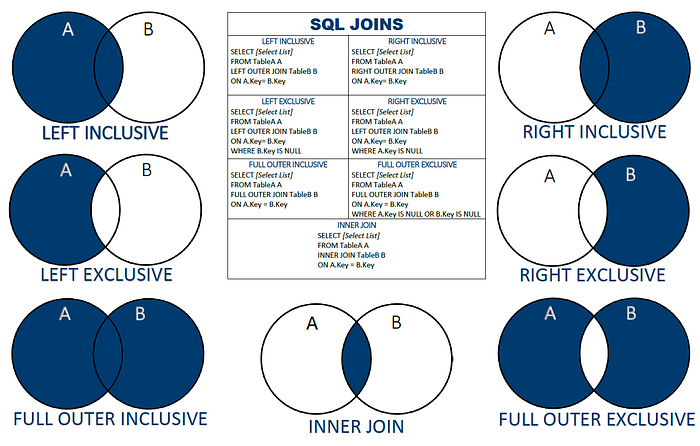 A B
LEFT INCLUSIVE
A B
LEFT EXCLUSIVE
A B
FULL OUTER INCLUSIVE
SQL JOINS
LEFT INCLUSIVE
SELECT [Select List]
FROM TableA A
LEFT OUTER JOIN TableB B
ON A.Key= B.Key
RIGHT INCLUSIVE
SELECT [Select List]
FROM TableA A
RIGHT OUTER JOIN TableB B
ON A.Key= B.Key
LEFT EXCLUSIVE
SELECT [Select List]
FROM TableA A
LEFT OUTER JOIN TableB B
ON A.Key= B.Key
WHERE B.Key IS NULL
RIGHT EXCLUSIVE
SELECT [Select List]
FROM TableA A
LEFT OUTER JOIN TableB B
ON A.Key= B.Key
WHERE A.Key IS NULL
FULL OUTER INCLUSIVE
SELECT [Select List]
FROM TableA A
FULL OUTER JOIN TableB B
ON A.Key = B.Key
FULL OUTER EXCLUSIVE
SELECT [Select List]
FROM TableA A
FULL OUTER JOIN TableB B
ON A.Key = B.Key
WHERE A.Key IS NULL OR B.Key IS NULL
INNER JOIN
SELECT [Select List]
FROM TableA A
INNER JOIN TableB B
ON A.Key = B.Key
A B
INNER JOIN
A B
RIGHT INCLUSIVE
A B
RIGHT EXCLUSIVE
A B
FULL OUTER EXCLUSIVE